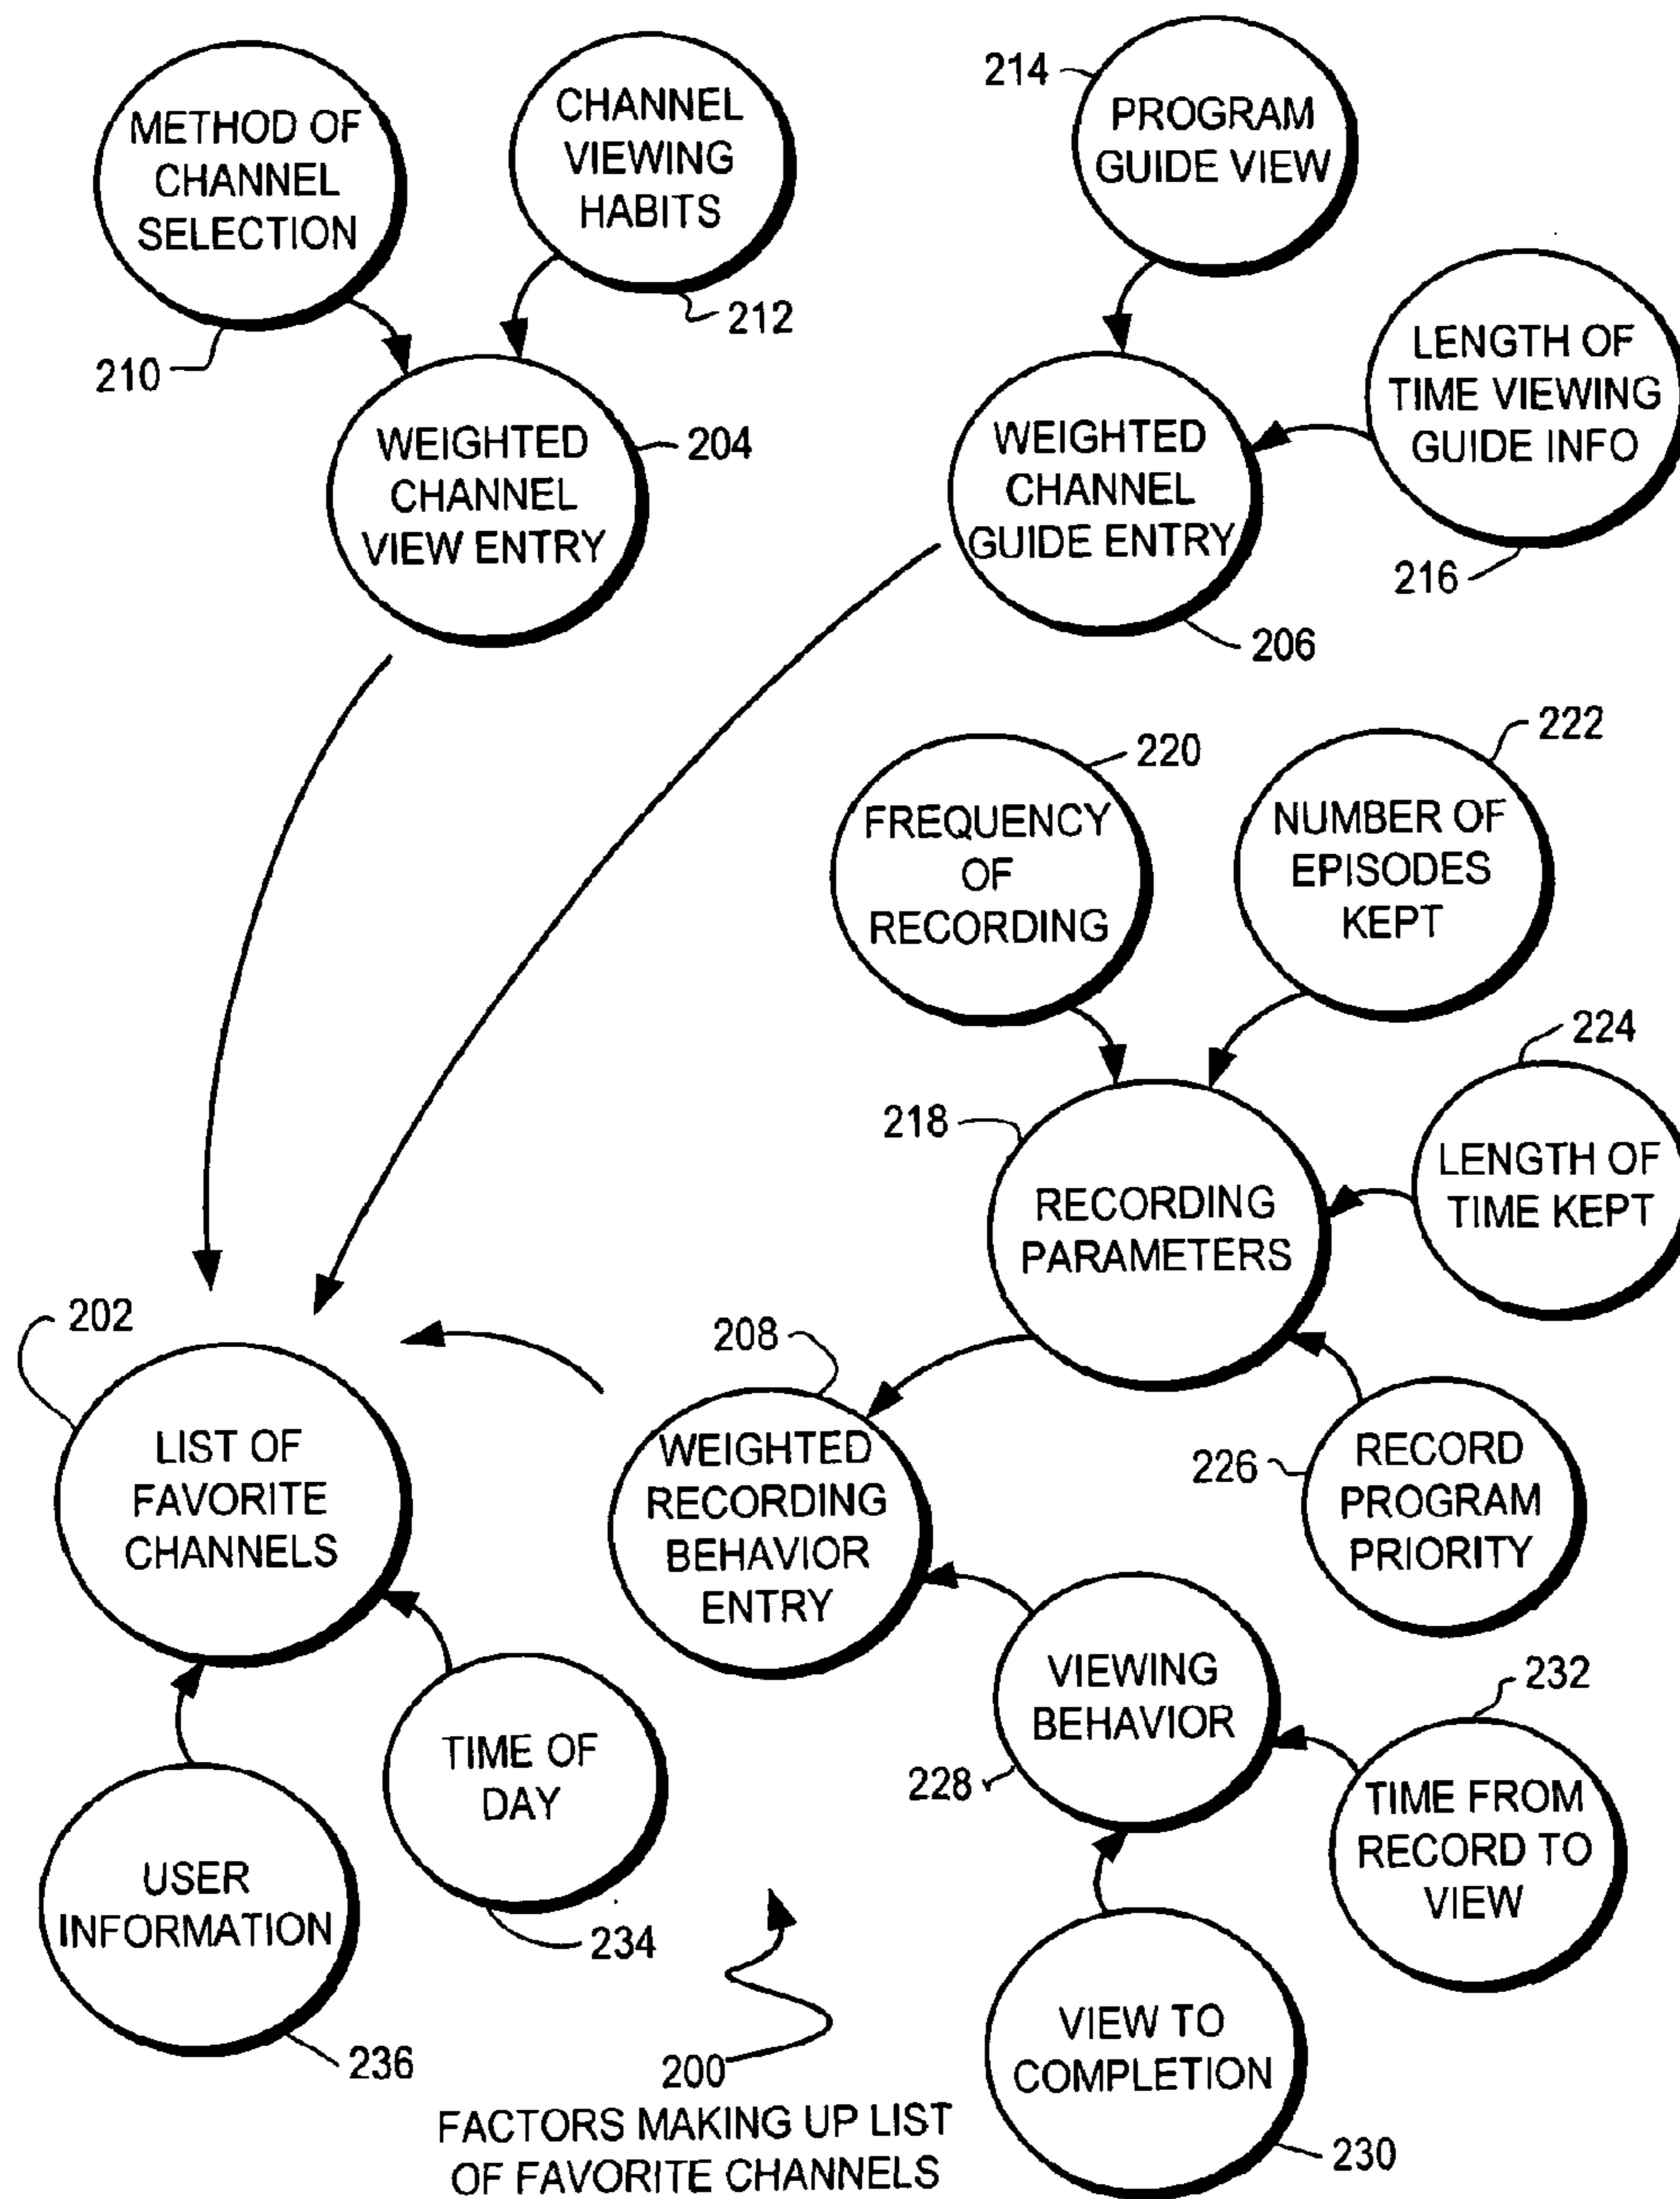 METHOD OF
CHANNEL
SELECTION
210
CHANNEL
VIEWING
HABITS
212
214
PROGRAM
GUIDE VIEW
LENGTH OF
TIME VIEWING
GUIDE INFO
216
WEIGHTED
CHANNEL
VIEW ENTRY
204
WEIGHTED
CHANNEL
GUIDE ENTRY
206
FREQUENCY
OF
RECORDING
220
NUMBER OF
EPISODES
KEPT
222
224
LENGTH OF
TIME KEPT
218
RECORDING
PARAMETERS
202
LIST OF
FAVORITE
CHANNELS
208
WEIGHTED
RECORDING
BEHAVIOR
ENTRY
226
RECORD
PROGRAM
PRIORITY
VIEWING
BEHAVIOR
228
232
TIME FROM
RECORD TO
VIEW
TIME OF
DAY
234
USER
INFORMATION
236
VIEW TO
COMPLETION
230
200
FACTORS MAKING UP LIST
OF FAVORITE CHANNELS